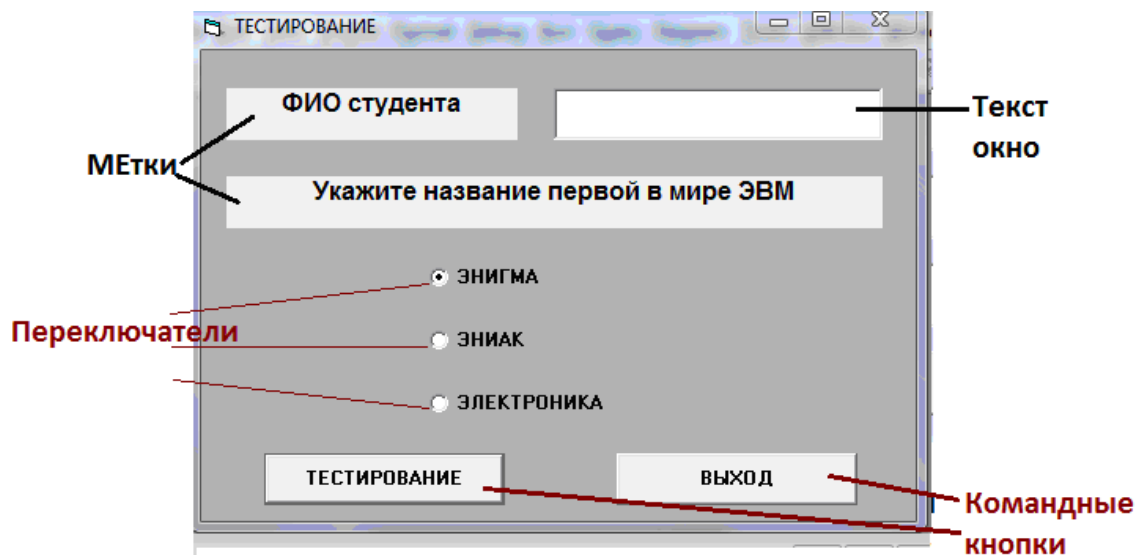 ТЕСТИРОВАНИЕ
ФИО студента
Текст
окно
МЕтки
Укажите название первой в мире ЭВМ
ЭНИГМА
Переключатели
ЭНИАК
ЭЛЕКТРОНИКА
ТЕСТИРОВАНИЕ
ВЫХОД
Командные
кнопки